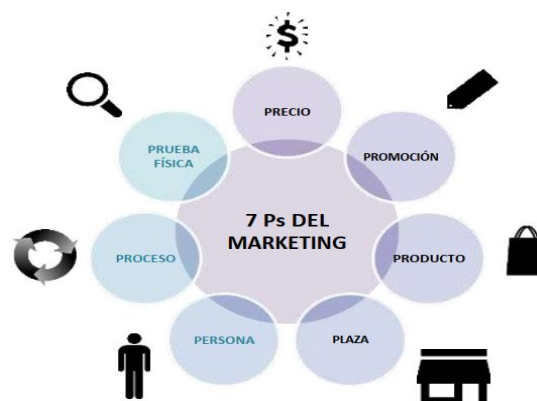 PRECIO
PROMOCIÓN
PRODUCTO
PLAZA
PERSONA
PROCESO
PRUEBA
FÍSICA
7 Ps DEL
MARKETING
$